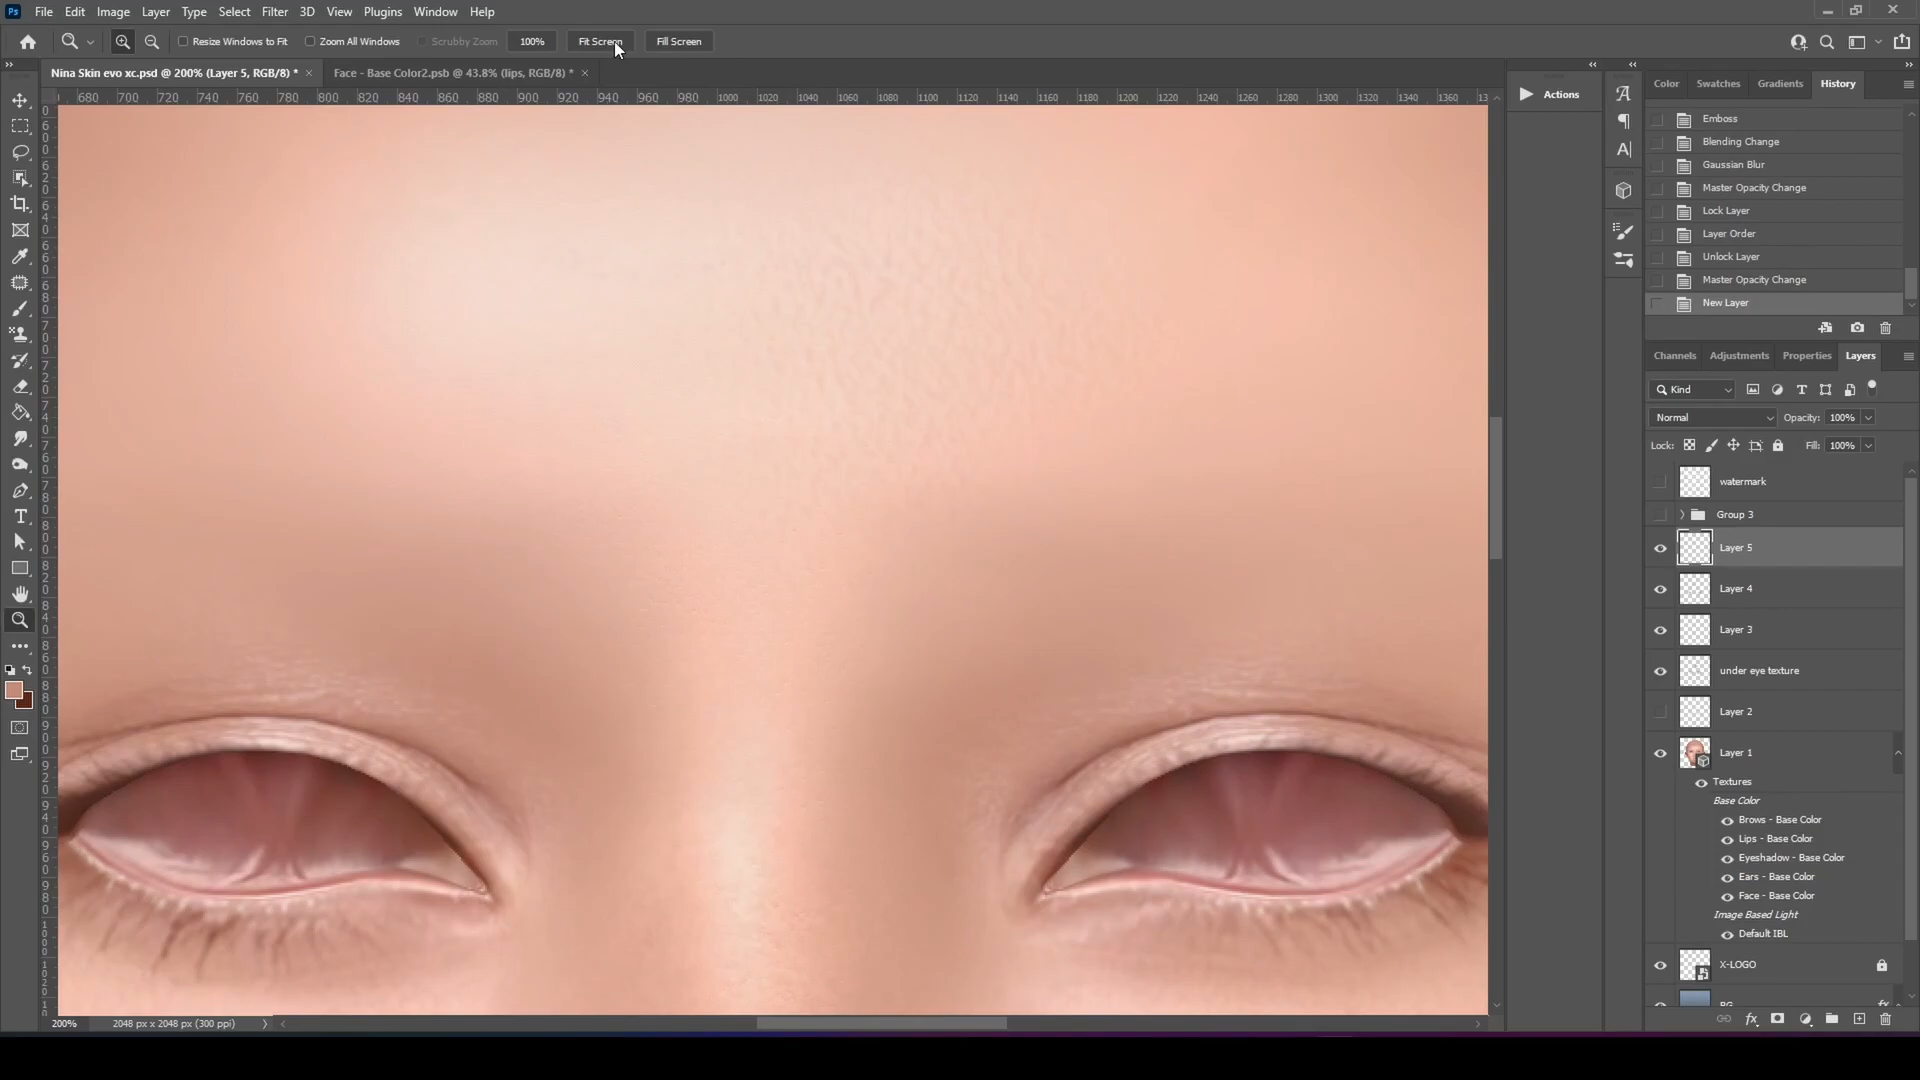 Ps File Edit Image Layer Type Select Filter 3D View Plugins Window Help
Resize Windows to Fit Zoom All Windows Scrubby Zoom 100% Fit Screen Fill Screen
Nina Skin evo xc.psd @ 200% (Layer 5, RGB/8) * × Face - Base Color2.psb @ 43.8% (lips, RGB/8) * ×
680 700 720 740 760 780 800 820 840 860 880 900 920 940 960 980 1000 1020 1040 1060 1080 1100 1120 1140 1160 1180 1200 1220 1240 1260 1280 1300 1320 1340 1360
Actions
Color Swatches Gradients History
Emboss
Blending Change
Gaussian Blur
Master Opacity Change
Lock Layer
Layer Order
Unlock Layer
Master Opacity Change
New Layer
Channels Adjustments Properties Layers
Kind
Normal Opacity: 100%
Lock: Fill: 100%
watermark
Group 3
Layer 5
Layer 4
Layer 3
under eye texture
Layer 2
Layer 1
Textures
Base Color
Brows - Base Color
Lips - Base Color
Eyeshadow - Base Color
Ears - Base Color
Face - Base Color
Image Based Light
Default IBL
X-LOGO
BG
200% 2048 px x 2048 px (300 ppi)